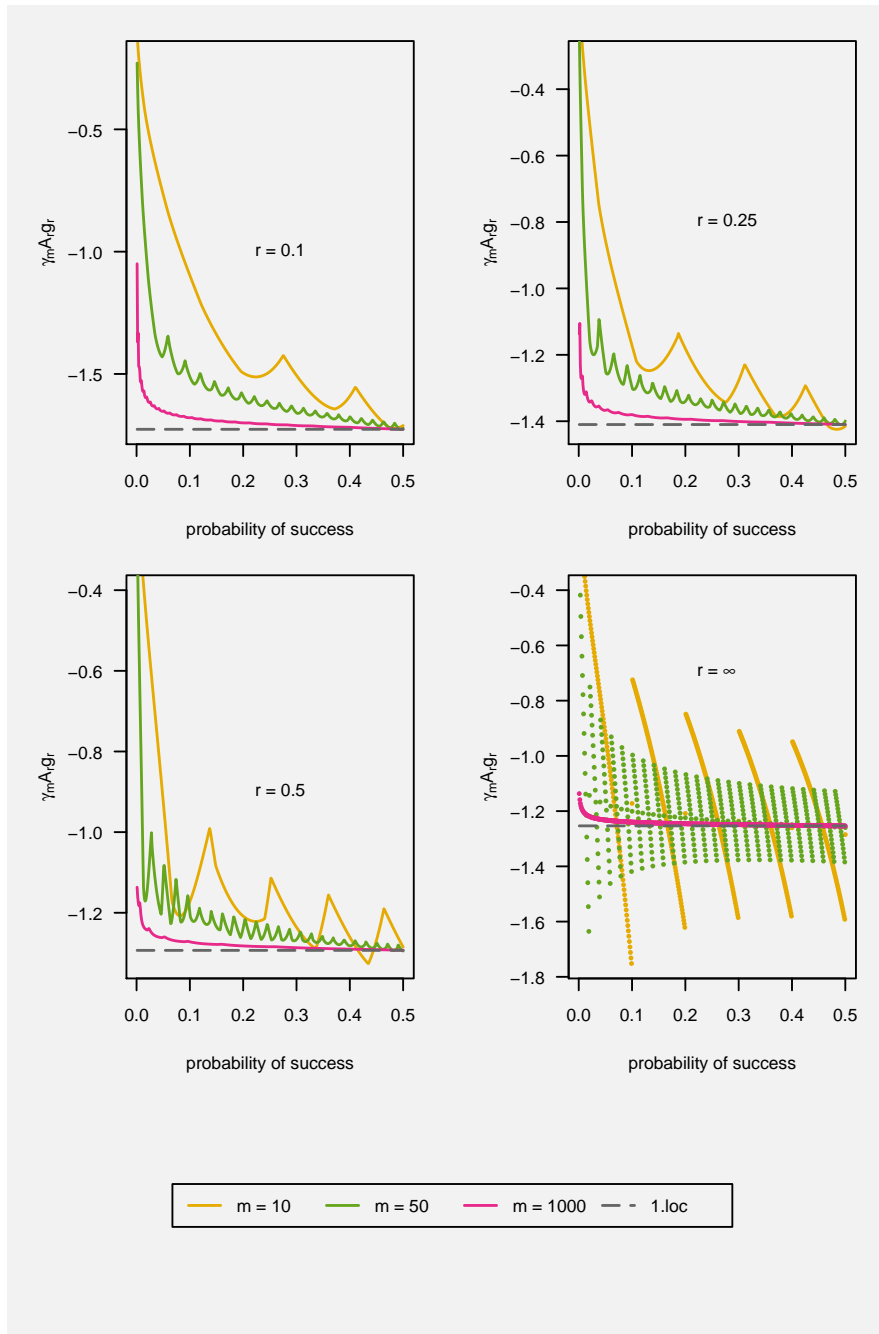 −0.5
−1.0
−1.5
γmArgr
r = 0.1
0.0 0.1 0.2 0.3 0.4 0.5
probability of success
−0.4
−0.6
−0.8
−1.0
−1.2
−1.4
γmArgr
r = 0.25
0.0 0.1 0.2 0.3 0.4 0.5
probability of success
−0.4
−0.6
−0.8
−1.0
−1.2
γmArgr
r = 0.5
0.0 0.1 0.2 0.3 0.4 0.5
probability of success
−0.4
−0.6
−0.8
−1.0
−1.2
−1.4
−1.6
−1.8
γmArgr
r = ∞
0.0 0.1 0.2 0.3 0.4 0.5
probability of success
m = 10 m = 50 m = 1000 1.loc